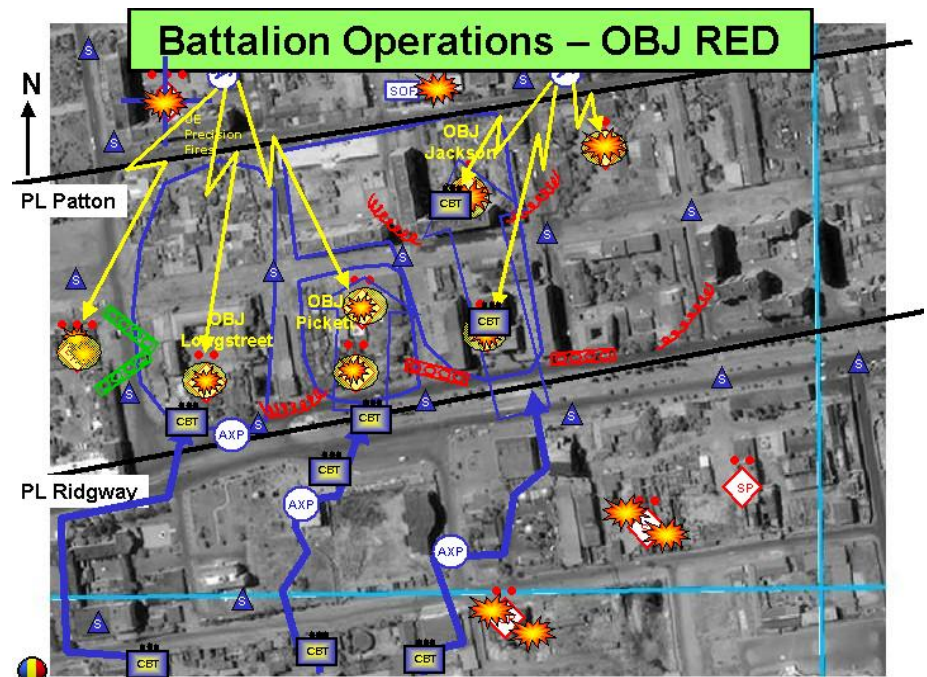 Battalion Operations – OBJ RED
N
S
S
SOF
S
S
UE
Precision
Fires
OBJ
Jackson
PL Patton
CBT
S
S
S
S
S
OBJ
Pickett
CBT
OBJ
Longstreet
S
S
S
S
S
CBT
AXP
CBT
CBT
PL Ridgway
SP
AXP
AXP
S
S
CBT
CBT
CBT